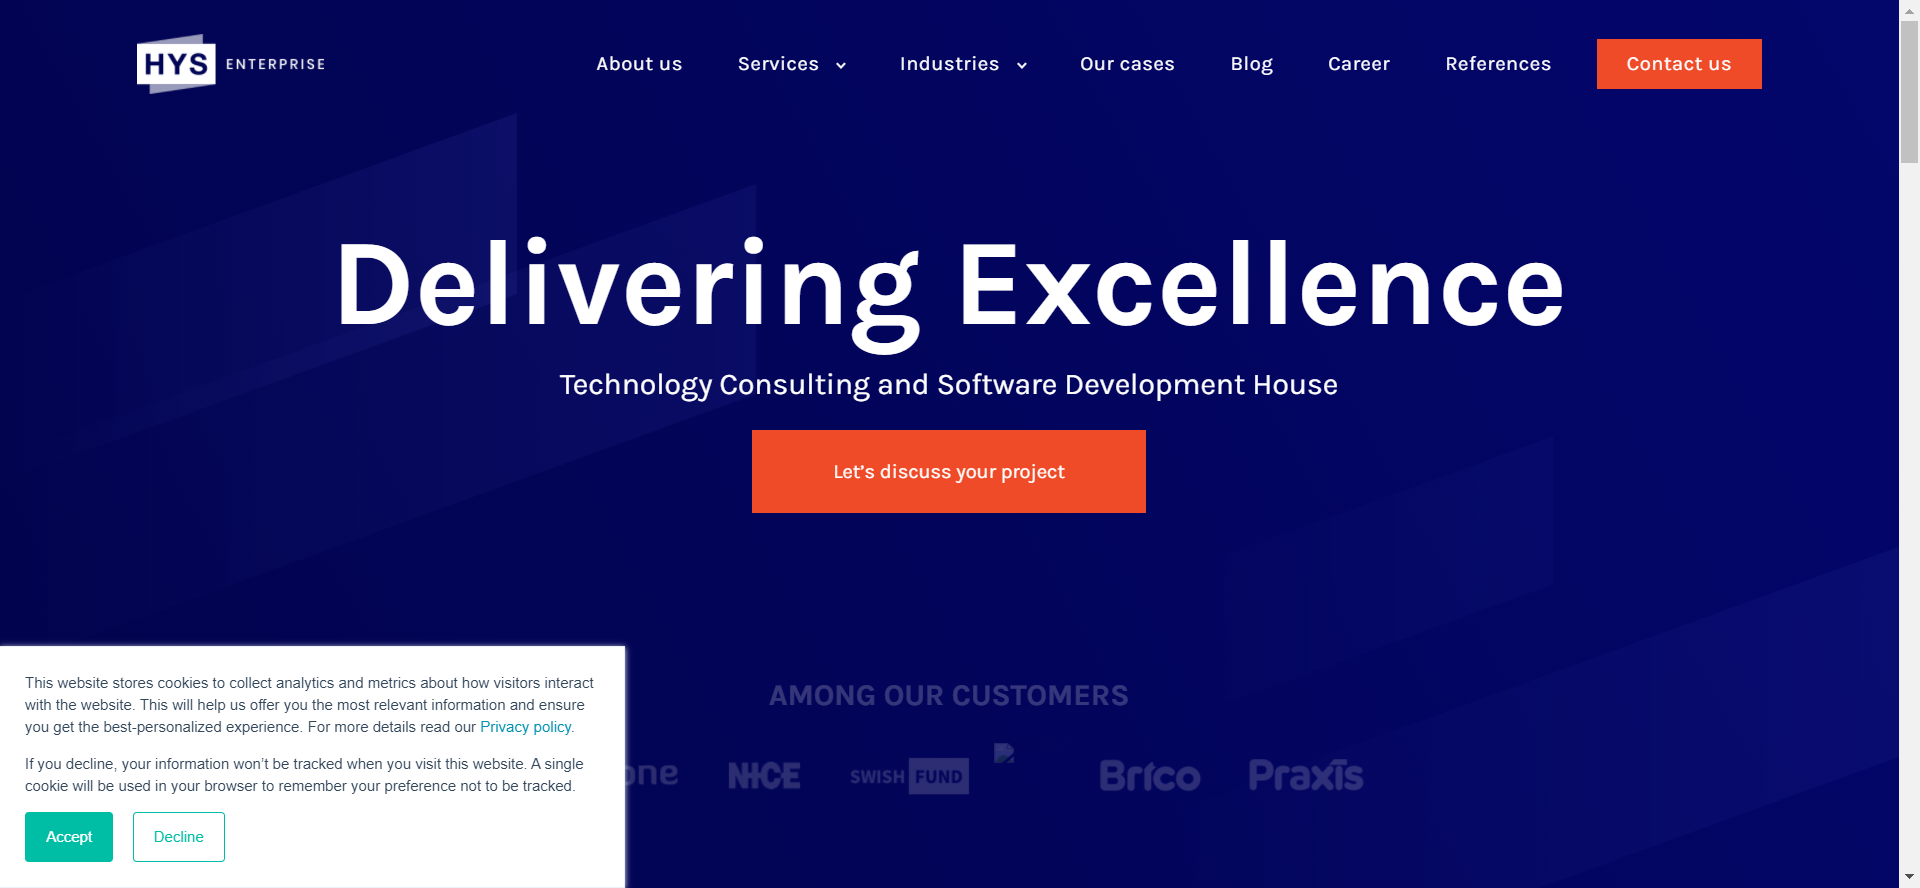 HYS ENTERPRISE
About us
Services
Industries
Our cases
Blog
Career
References
Contact us
Delivering Excellence
Technology Consulting and Software Development House
Let’s discuss your project
AMONG OUR CUSTOMERS
NICE
SWISH FUND
Brico
Praxis
This website stores cookies to collect analytics and metrics about how visitors interact
with the website. This will help us offer you the most relevant information and ensure
you get the best-personalized experience. For more details read our Privacy policy.
If you decline, your information won’t be tracked when you visit this website. A single
cookie will be used in your browser to remember your preference not to be tracked.
Accept
Decline